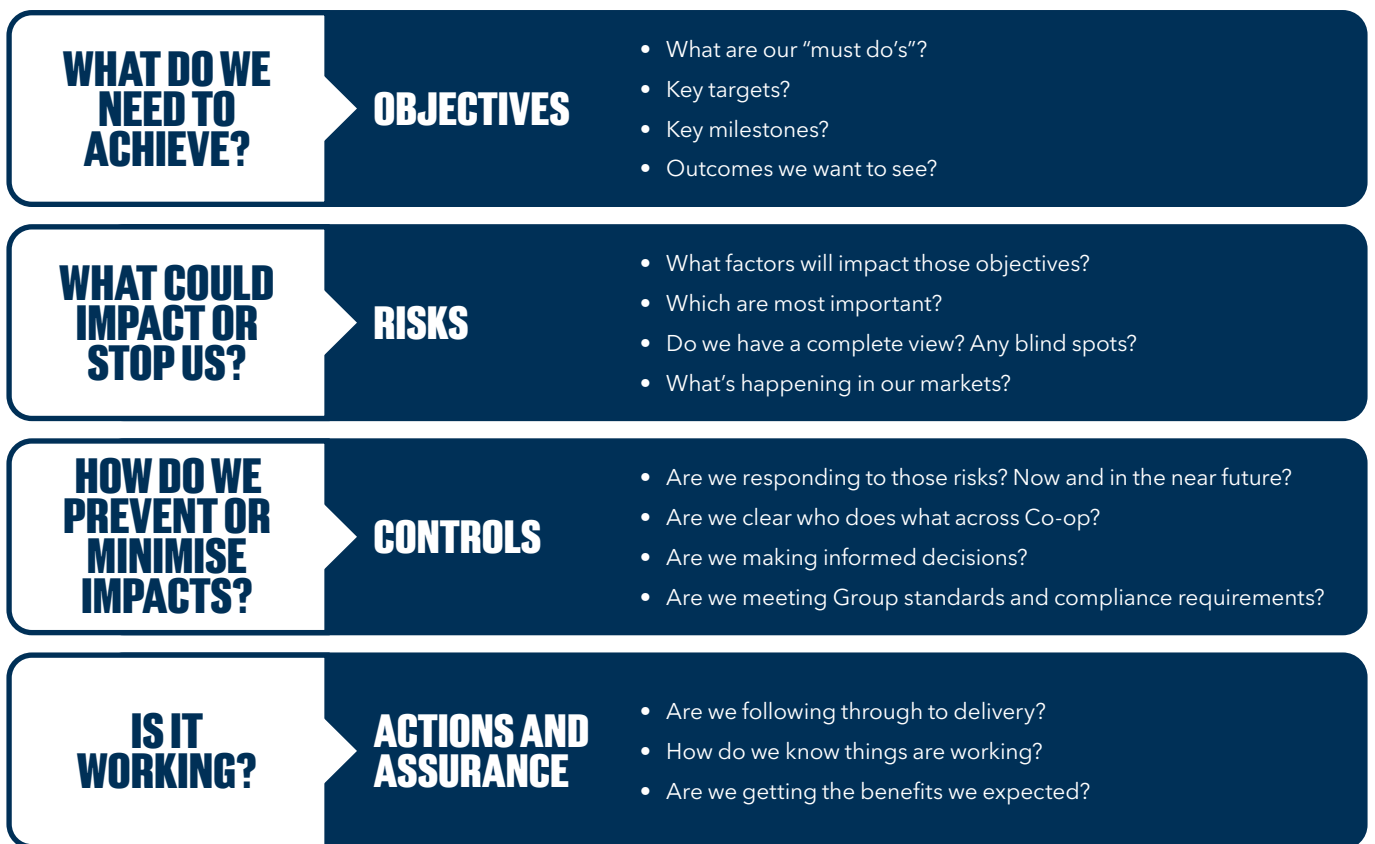 WHAT DO WE
NEED TO
ACHIEVE?
OBJECTIVES
• What are our “must do’s”?
• Key targets?
• Key milestones?
• Outcomes we want to see?
WHAT COULD
IMPACT OR
STOP US?
RISKS
• What factors will impact those objectives?
• Which are most important?
• Do we have a complete view? Any blind spots?
• What’s happening in our markets?
HOW DO WE
PREVENT OR
MINIMISE
IMPACTS?
CONTROLS
• Are we responding to those risks? Now and in the near future?
• Are we clear who does what across Co-op?
• Are we making informed decisions?
• Are we meeting Group standards and compliance requirements?
IS IT
WORKING?
ACTIONS AND
ASSURANCE
• Are we following through to delivery?
• How do we know things are working?
• Are we getting the benefits we expected?